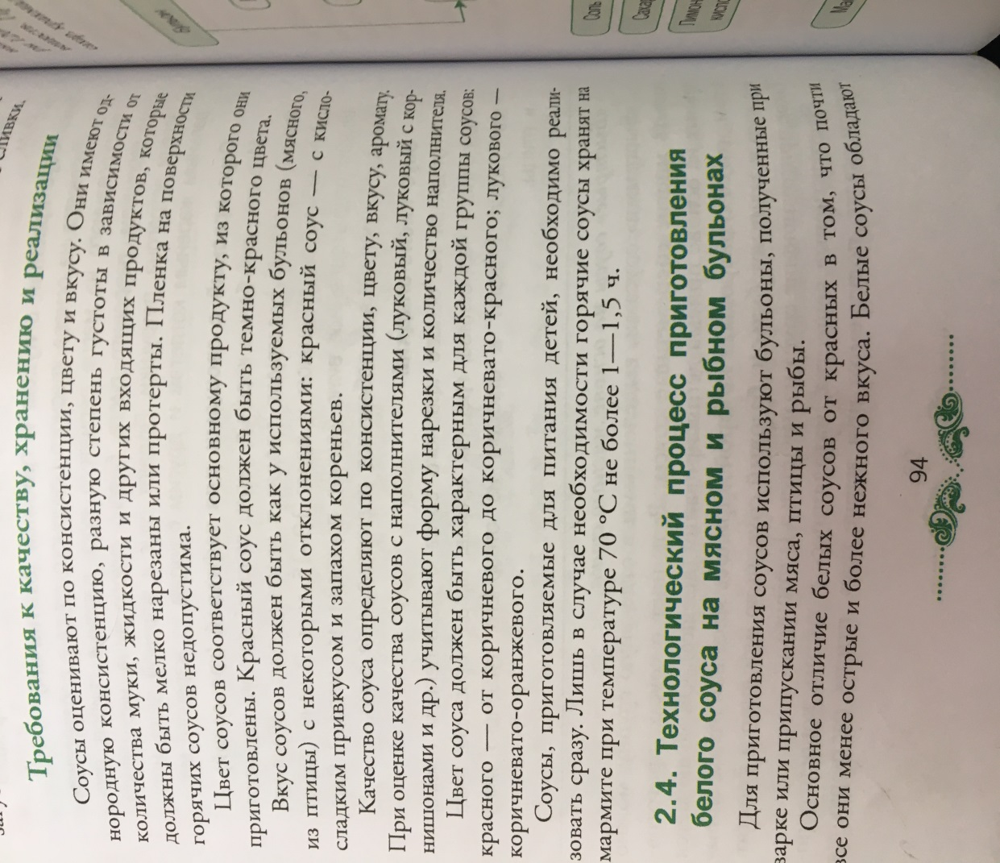 сливки.
Требования к качеству, хранению и реализации
Соусы оценивают по консистенции, цвету и вкусу. Они имеют од-
нородную консистенцию, разную степень густоты в зависимости от
количества муки, жидкости и других входящих продуктов, которые
должны быть мелко нарезаны или протерты. Пленка на поверхности
горячих соусов недопустима.
Цвет соусов соответствует основному продукту, из которого они
приготовлены. Красный соус должен быть темно-красного цвета.
Вкус соусов должен быть как у используемых бульонов (мясного,
из птицы) с некоторыми отклонениями: красный соус — с кисло-
сладким привкусом и запахом кореньев.
Качество соуса определяют по консистенции, цвету, вкусу, аромату.
При оценке качества соусов с наполнителями (луковый, луковый с кор-
нишонами и др.) учитывают форму нарезки и количество наполнителя.
Цвет соуса должен быть характерным для каждой группы соусов:
красного — от коричневого до коричневато-красного; лукового —
коричневато-оранжевого.
Соусы, приготовляемые для питания детей, необходимо реали-
зовать сразу. Лишь в случае необходимости горячие соусы хранят на
мармите при температуре 70 °С не более 1—1,5 ч.
2.4. Технологический процесс приготовления
белого соуса на мясном и рыбном бульонах
Для приготовления соусов используют бульоны, полученные при
варке или припускании мяса, птицы и рыбы.
Основное отличие белых соусов от красных в том, что почти
все они менее острые и более нежного вкуса. Белые соусы обладают
94
Бульон
Соль
Сахар